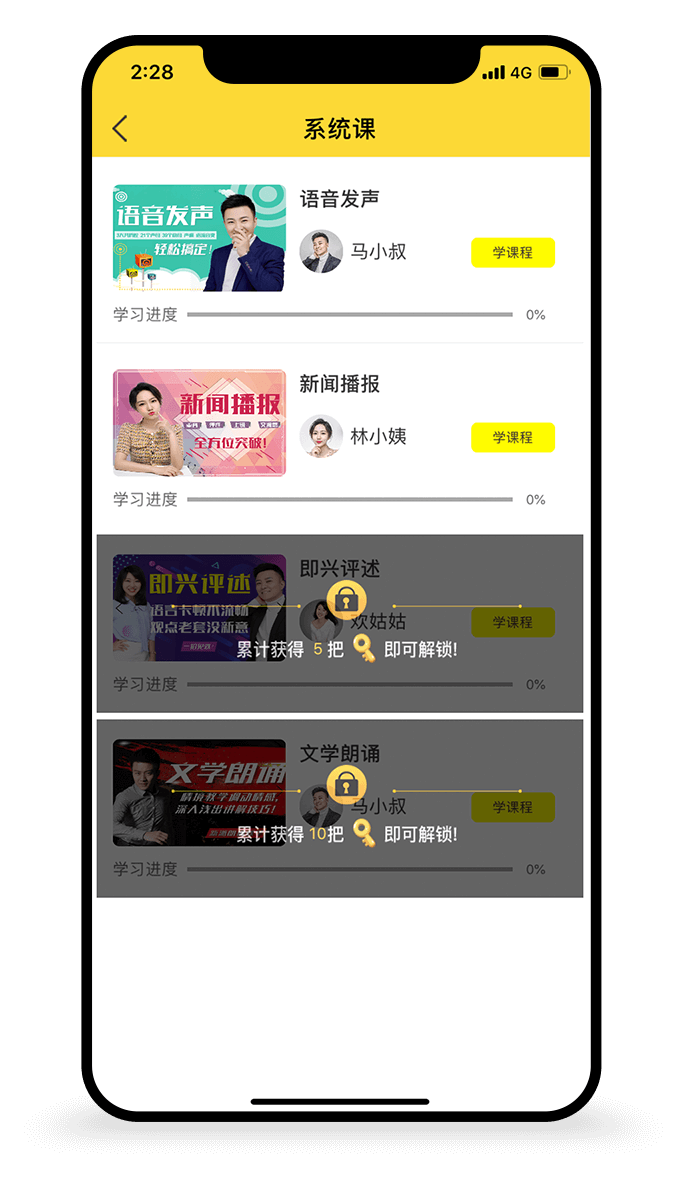 2:28
4G
系统课
语音发声
轻松搞定!
语音发声
马小叔
学课程
学习进度
0%
新闻播报
全方位突破!
新闻播报
林小姨
学课程
学习进度
0%
即兴评述
语言卡顿不流畅
观点老套没新意
即兴评述
欢姑姑
学课程
累计获得 5 把 即可解锁!
学习进度
0%
文学朗诵
情境教学调动情感,
深入浅出讲解技巧!
文学朗诵
马小叔
学课程
累计获得 10把 即可解锁!
学习进度
0%